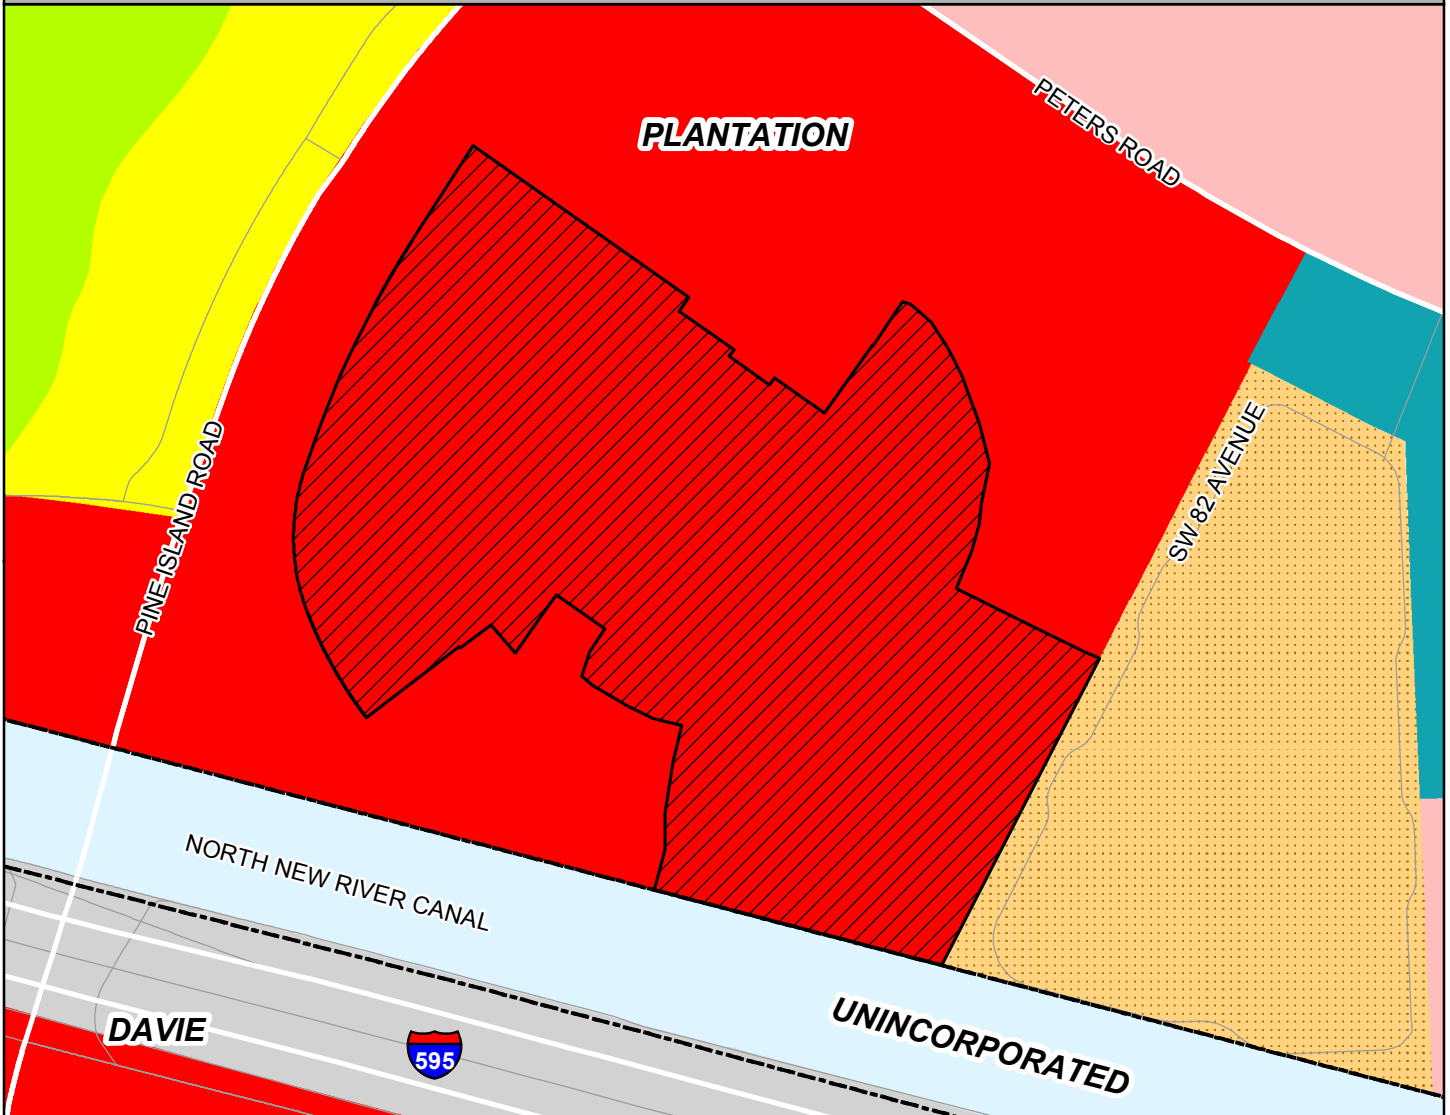 PLANTATION
PETERS ROAD
PINE ISLAND ROAD
SW 82 AVENUE
NORTH NEW RIVER CANAL
UNINCORPORATED
DAVIE
595